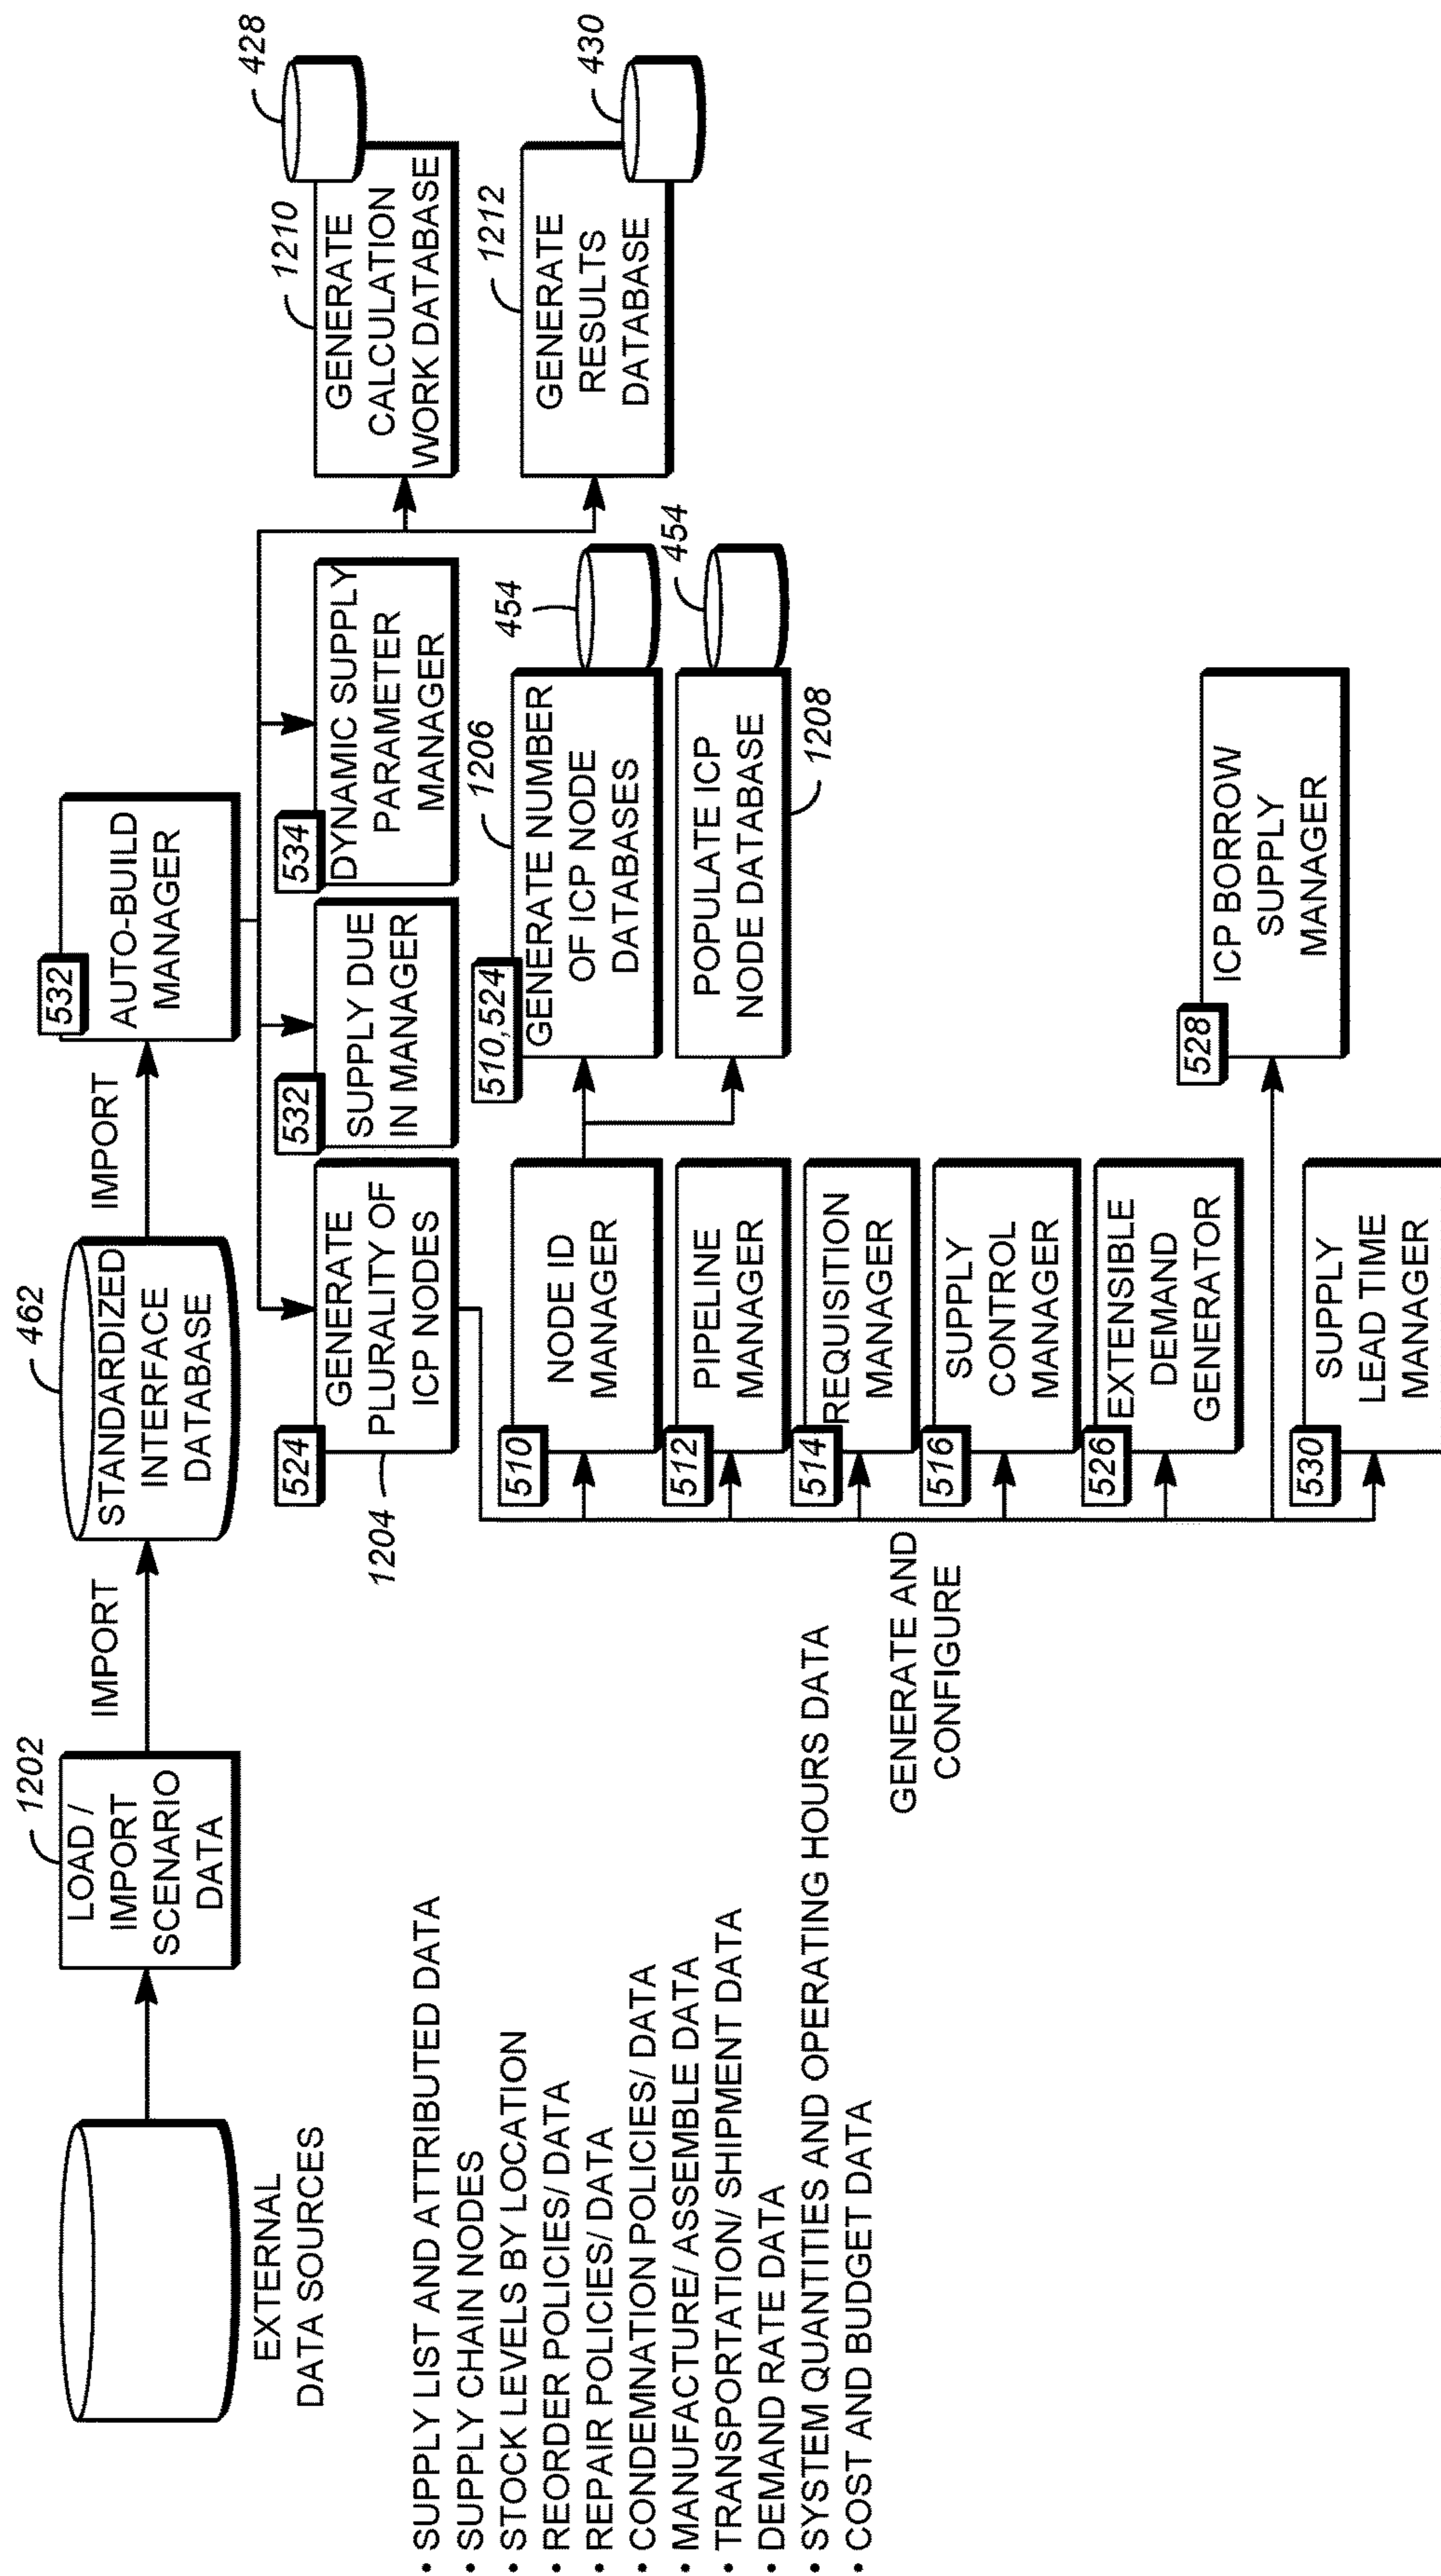 EXTERNAL
DATA SOURCES
1202
LOAD /
IMPORT
SCENARIO
DATA
IMPORT
462
STANDARDIZED
INTERFACE
DATABASE
IMPORT
532
AUTO-BUILD
MANAGER
524
GENERATE
PLURALITY OF
ICP NODES
1204
532
SUPPLY DUE
IN MANAGER
534
DYNAMIC SUPPLY
PARAMETER
MANAGER
1210
428
GENERATE
CALCULATION
WORK DATABASE
1212
430
GENERATE
RESULTS
DATABASE
• SUPPLY LIST AND ATTRIBUTED DATA
• SUPPLY CHAIN NODES
• STOCK LEVELS BY LOCATION
• REORDER POLICIES/ DATA
• REPAIR POLICIES/ DATA
• CONDEMNATION POLICIES/ DATA
• MANUFACTURE/ ASSEMBLE DATA
• TRANSPORTATION/ SHIPMENT DATA
• DEMAND RATE DATA
• SYSTEM QUANTITIES AND OPERATING HOURS DATA
• COST AND BUDGET DATA
GENERATE AND
CONFIGURE
510
NODE ID
MANAGER
510,524
1206
454
GENERATE NUMBER
OF ICP NODE
DATABASES
454
POPULATE ICP
NODE DATABASE
1208
512
PIPELINE
MANAGER
514
REQUISITION
MANAGER
516
SUPPLY
CONTROL
MANAGER
526
EXTENSIBLE
DEMAND
GENERATOR
528
ICP BORROW
SUPPLY
MANAGER
530
SUPPLY
LEAD TIME
MANAGER